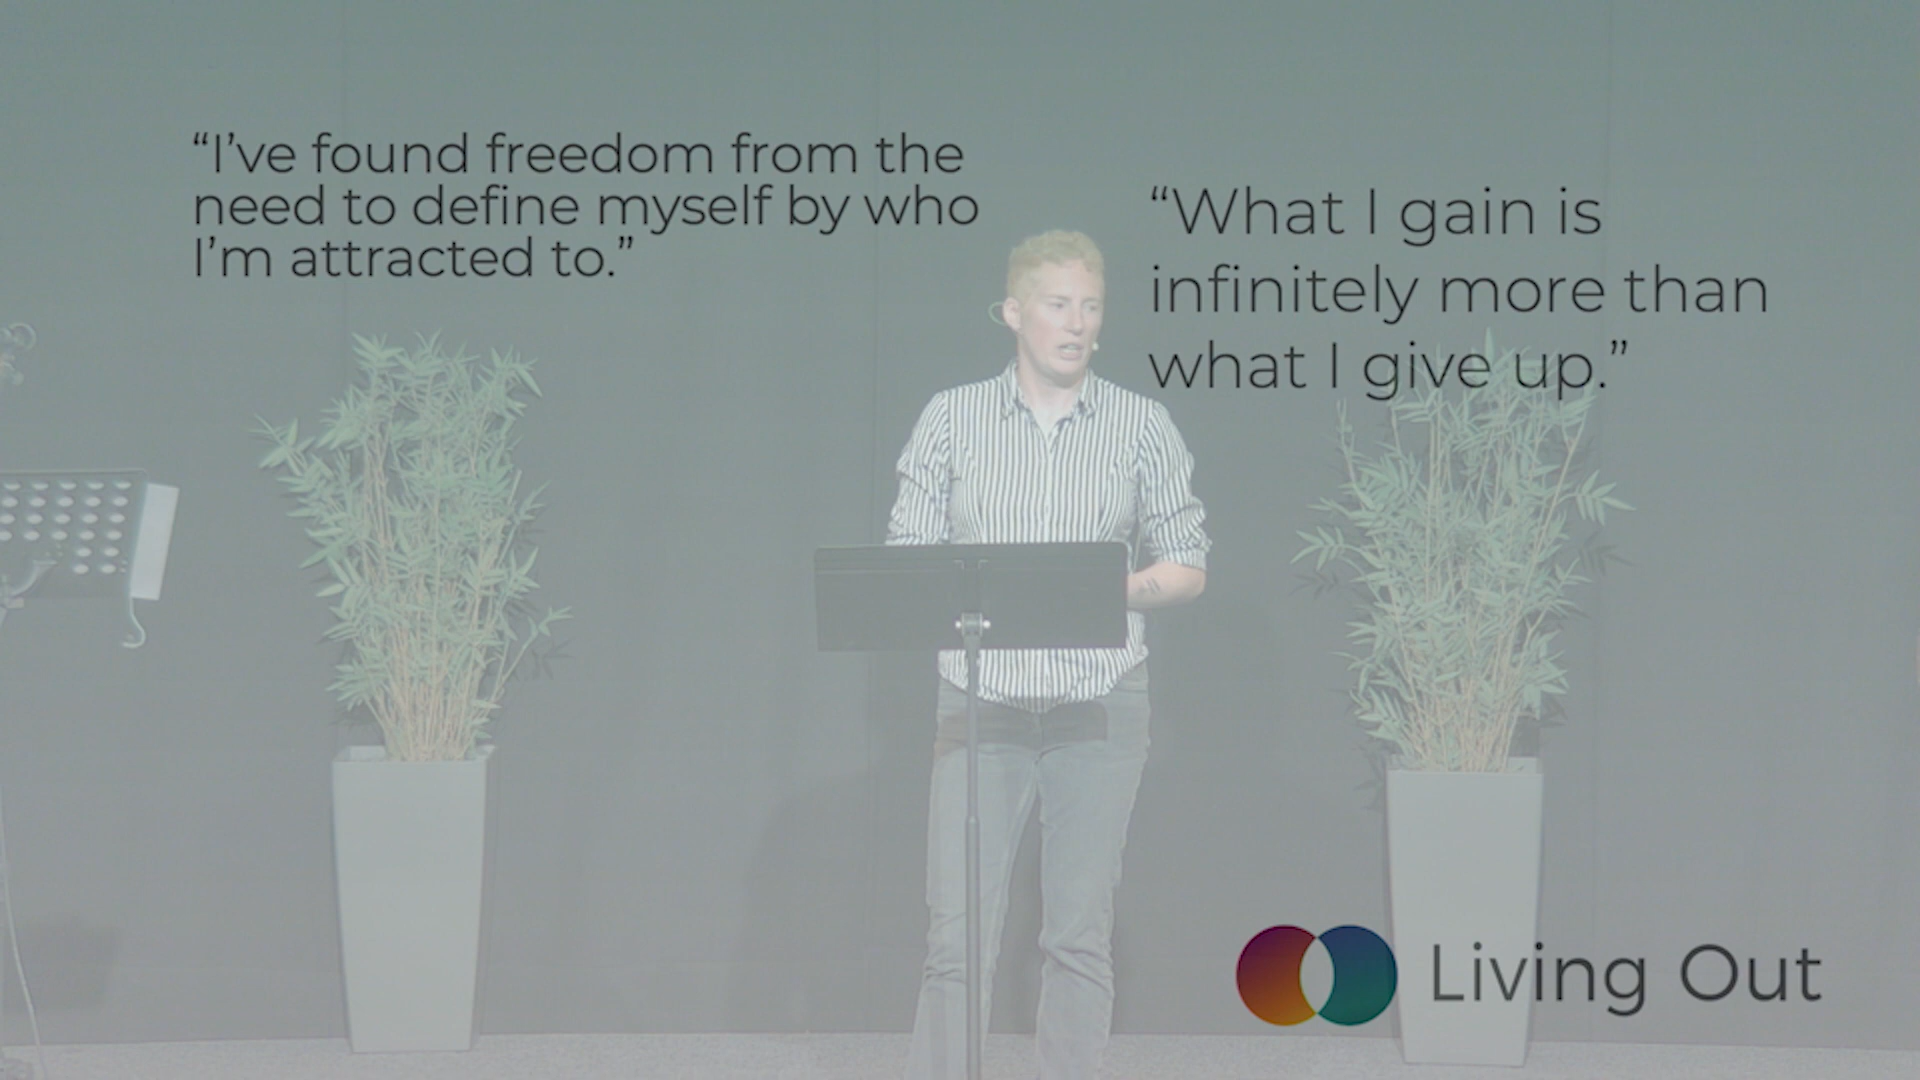 “I’ve found freedom from the
need to define myself by who
I’m attracted to.”
“What I gain is
infinitely more than
what I give up.”
Living Out